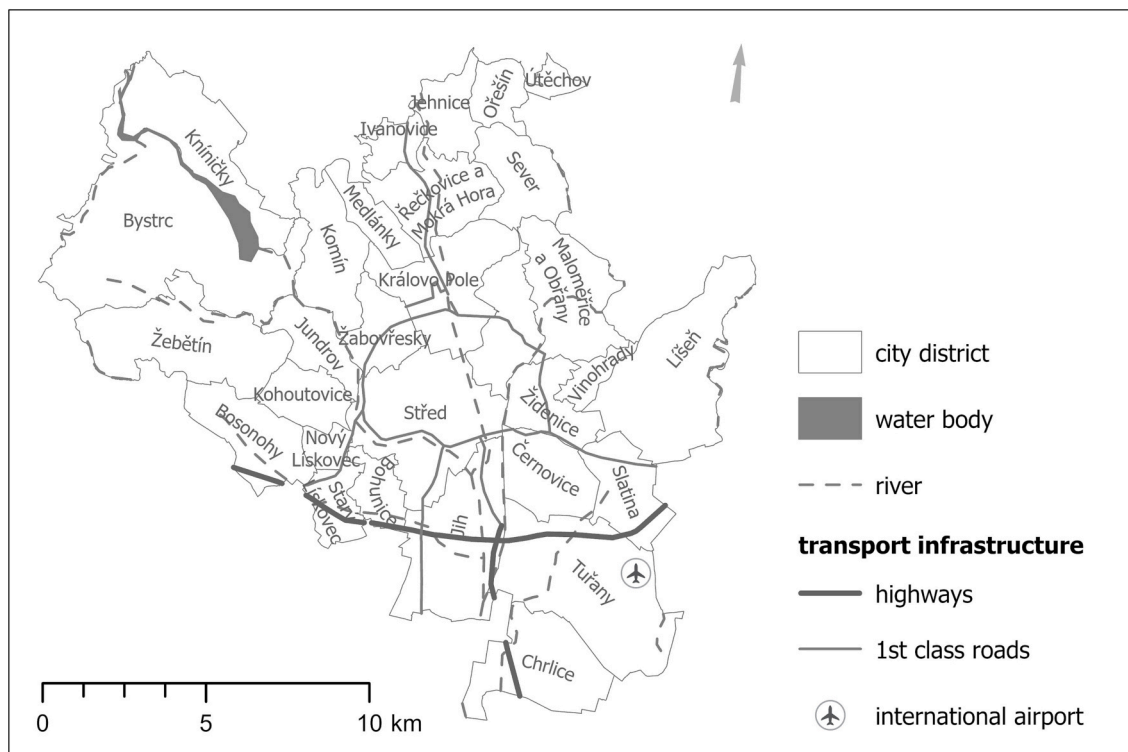 Útěchov
Ořešín
Jehnice
Ivanovice
Kníničky
Sever
Řečkovice a
Mokrá Hora
Medlánky
Bystrc
Komín
Maloměřice
a Obřany
Královo Pole
Líšeň
Jundrov
Žabovřesky
Žebětín
Vinohrady
Kohoutovice
Střed
Židenice
Bosonohy
Nový
Lískovec
Černovice
Bohunice
Slatina
Starý
Lískovec
Jih
Tuřany
Chrlice
0 5 10 km
city district
water body
river
transport infrastructure
highways
1st class roads
international airport